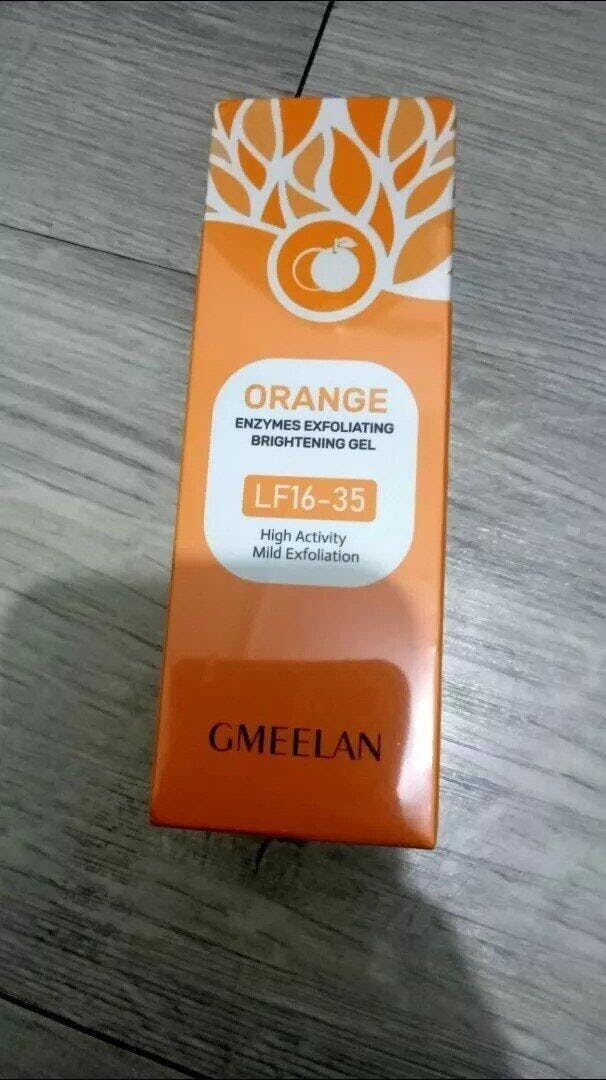 ORANGE
ENZYMES EXFOLIATING
BRIGHTENING GEL
LF16-35
High Activity
Mild Exfoliation
GMEELAN